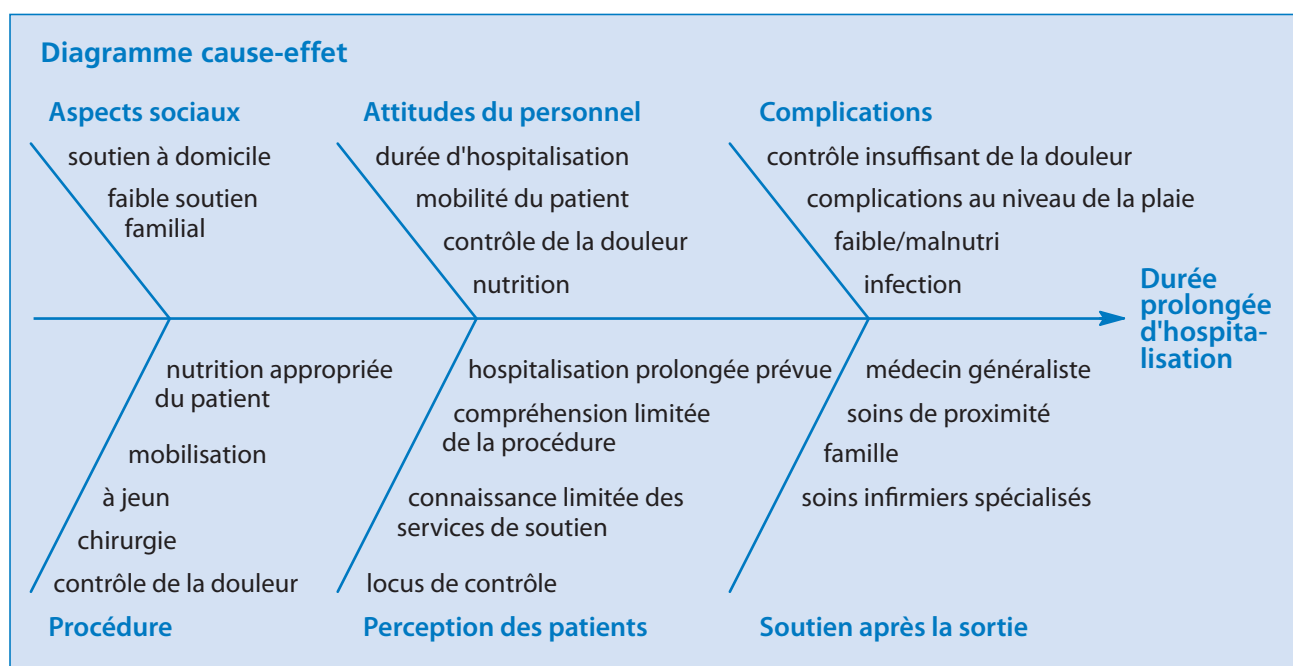 Diagramme cause-effet
Aspects sociaux
soutien à domicile
faible soutien
familial
Attitudes du personnel
durée d'hospitalisation
mobilité du patient
contrôle de la douleur
nutrition
Complications
contrôle insuffisant de la douleur
complications au niveau de la plaie
faible/malnutri
infection
Durée
prolongée
d'hospita-
lisation
nutrition appropriée
du patient
mobilisation
à jeun
chirurgie
contrôle de la douleur
Procédure
hospitalisation prolongée prévue
compréhension limitée
de la procédure
connaissance limitée des
services de soutien
locus de contrôle
Perception des patients
médecin généraliste
soins de proximité
famille
soins infirmiers spécialisés
Soutien après la sortie